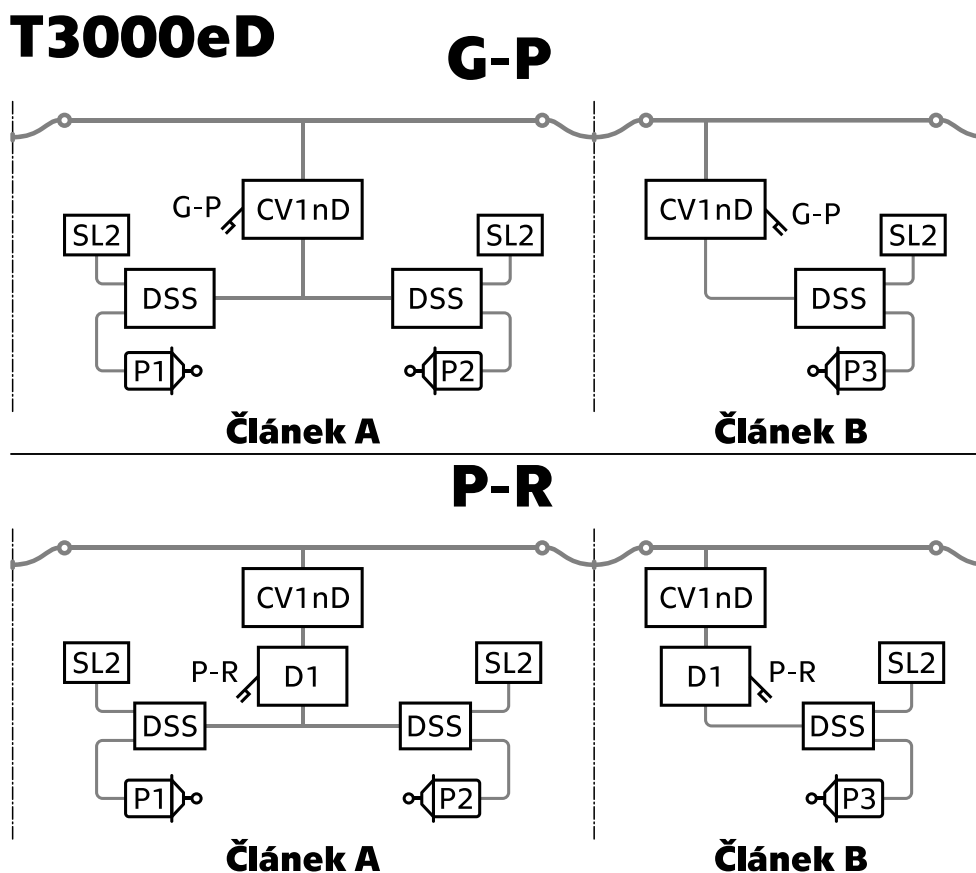 T3000eD
G-P
G-P CV1nD
CV1nD G-P
SL2
SL2
SL2
DSS
DSS
DSS
P1
P2
P3
Článek A
Článek B
P-R
CV1nD
CV1nD
SL2
P-R D1
SL2
D1 P-R
SL2
DSS
DSS
DSS
P1
P2
P3
Článek A
Článek B